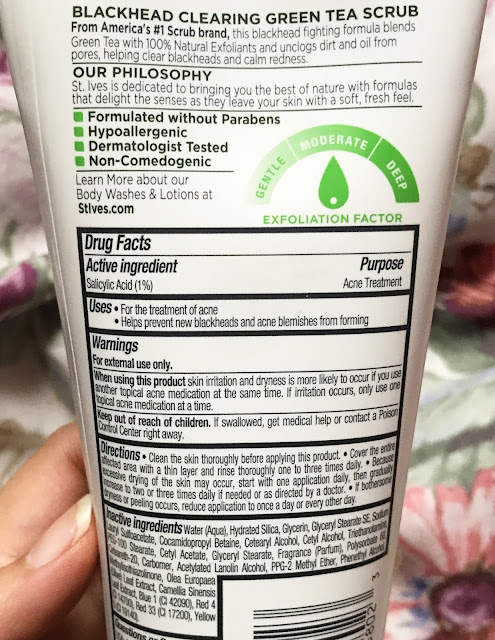 BLACKHEAD CLEARING GREEN TEA SCRUB
From America's #1 Scrub brand, this blackhead fighting formula blends
Green Tea with 100% Natural Exfoliants and unclogs dirt and oil from
pores, helping clear blackheads and calm redness.
OUR PHILOSOPHY
St. Ives is dedicated to bringing you the best of nature with formulas
that delight the senses as they leave your skin with a soft, fresh feel.
Formulated without Parabens
Hypoallergenic
Dermatologist Tested
Non-Comedogenic
Learn More about our
Body Washes & Lotions at
StIves.com
GENTLE MODERATE DEEP
EXFOLIATION FACTOR
Drug Facts
Active ingredient Purpose
Salicylic Acid (1%) Acne Treatment
Uses • For the treatment of acne
• Helps prevent new blackheads and acne blemishes from forming
Warnings
For external use only.
When using this product skin irritation and dryness is more likely to occur if you use
another topical acne medication at the same time. If irritation occurs, only use one
topical acne medication at a time.
Keep out of reach of children. If swallowed, get medical help or contact a Poison
Control Center right away.
Directions • Clean the skin thoroughly before applying this product. • Cover the entire
affected area with a thin layer and rinse thoroughly one to three times daily. • Because
excessive drying of the skin may occur, start with one application daily, then gradually
increase to two or three times daily if needed or as directed by a doctor. • If bothersome
dryness or peeling occurs, reduce application to once a day or every other day.
Inactive ingredients Water (Aqua), Hydrated Silica, Glycerin, Glyceryl Stearate SE, Sodium
Lauryl Sulfoacetate, Cocamidopropyl Betaine, Cetearyl Alcohol, Cetyl Alcohol, Triethanolamine,
PEG-100 Stearate, Cetyl Acetate, Glyceryl Stearate, Fragrance (Parfum), Polysorbate 60,
Steareth-20, Carbomer, Acetylated Lanolin Alcohol, PPG-2 Methyl Ether, Phenethyl Alcohol,
Olea Europaea
Leaf Extract, Camellia Sinensis
Extract, Blue 1 (CI 42090), Red 4
Red 33 (CI 17200), Yellow